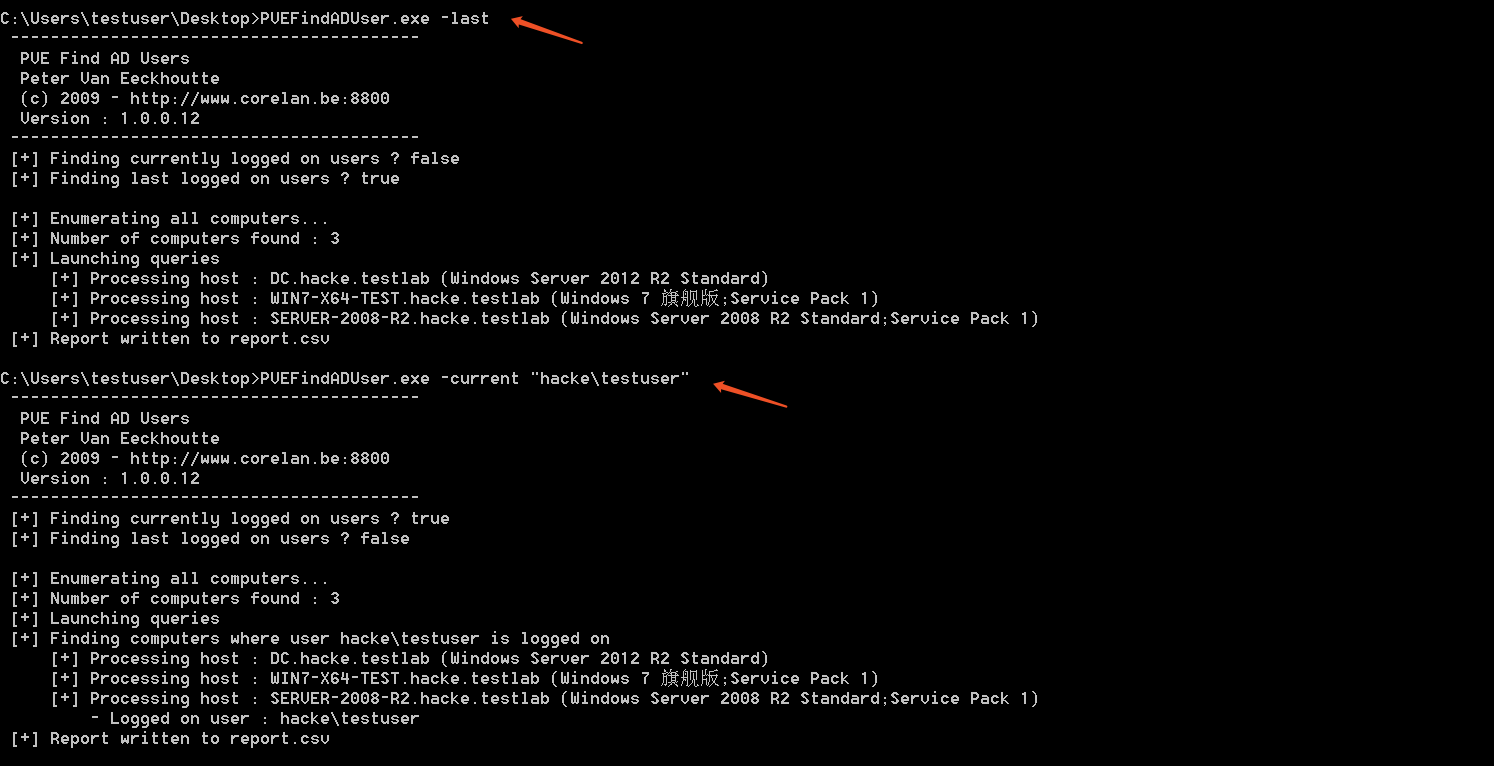 C:\Users\testuser\Desktop>PVEFindADUser.exe -last
-----------------------------------------
PVE Find AD Users
Peter Van Eeckhoutte
(c) 2009 - http://www.corelan.be:8800
Version : 1.0.0.12
-----------------------------------------
[+] Finding currently logged on users ? false
[+] Finding last logged on users ? true
[+] Enumerating all computers...
[+] Number of computers found : 3
[+] Launching queries
[+] Processing host : DC.hacke.testlab (Windows Server 2012 R2 Standard)
[+] Processing host : WIN7-X64-TEST.hacke.testlab (Windows 7 旗舰版;Service Pack 1)
[+] Processing host : SERVER-2008-R2.hacke.testlab (Windows Server 2008 R2 Standard;Service Pack 1)
[+] Report written to report.csv
C:\Users\testuser\Desktop>PVEFindADUser.exe -current "hacke\testuser"
-----------------------------------------
PVE Find AD Users
Peter Van Eeckhoutte
(c) 2009 - http://www.corelan.be:8800
Version : 1.0.0.12
-----------------------------------------
[+] Finding currently logged on users ? true
[+] Finding last logged on users ? false
[+] Enumerating all computers...
[+] Number of computers found : 3
[+] Launching queries
[+] Finding computers where user hacke\testuser is logged on
[+] Processing host : DC.hacke.testlab (Windows Server 2012 R2 Standard)
[+] Processing host : WIN7-X64-TEST.hacke.testlab (Windows 7 旗舰版;Service Pack 1)
[+] Processing host : SERVER-2008-R2.hacke.testlab (Windows Server 2008 R2 Standard;Service Pack 1)
- Logged on user : hacke\testuser
[+] Report written to report.csv